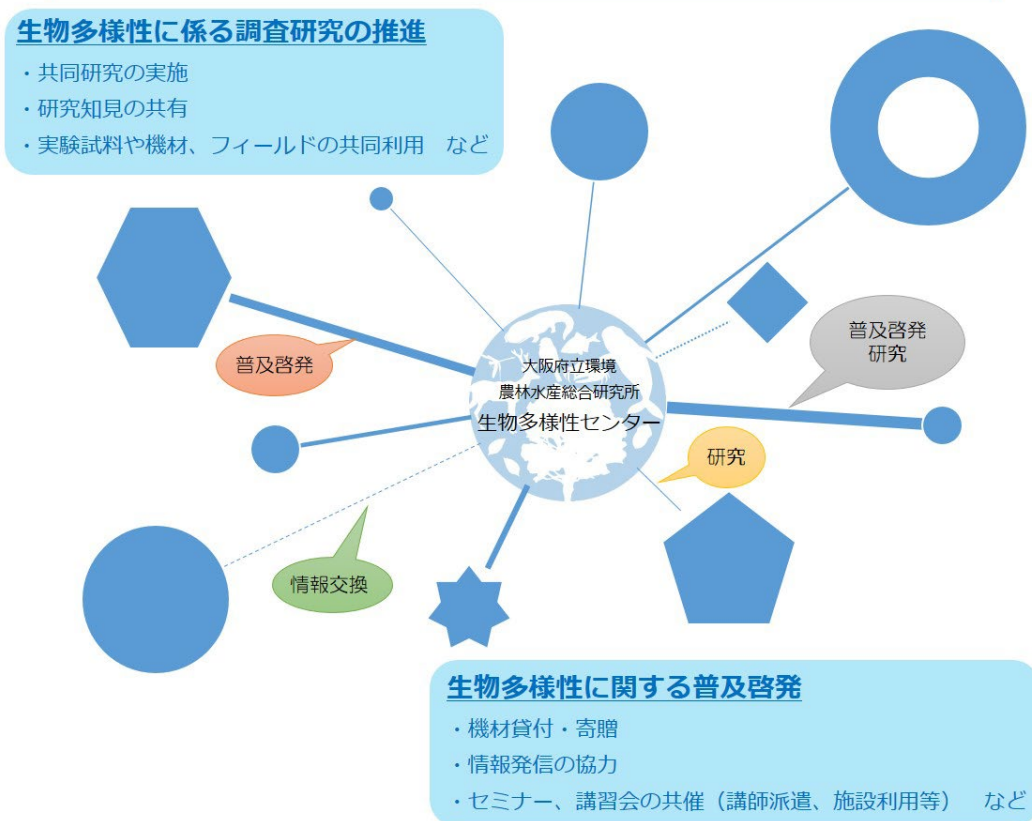 生物多様性に係る調査研究の推進
・共同研究の実施
・研究知見の共有
・実験試料や機材、フィールドの共同利用　など
普及啓発
大阪府立環境
農林水産総合研究所
生物多様性センター
普及啓発
研究
研究
情報交換
生物多様性に関する普及啓発
・機材貸付・寄贈
・情報発信の協力
・セミナー、講習会の共催（講師派遣、施設利用等）　など